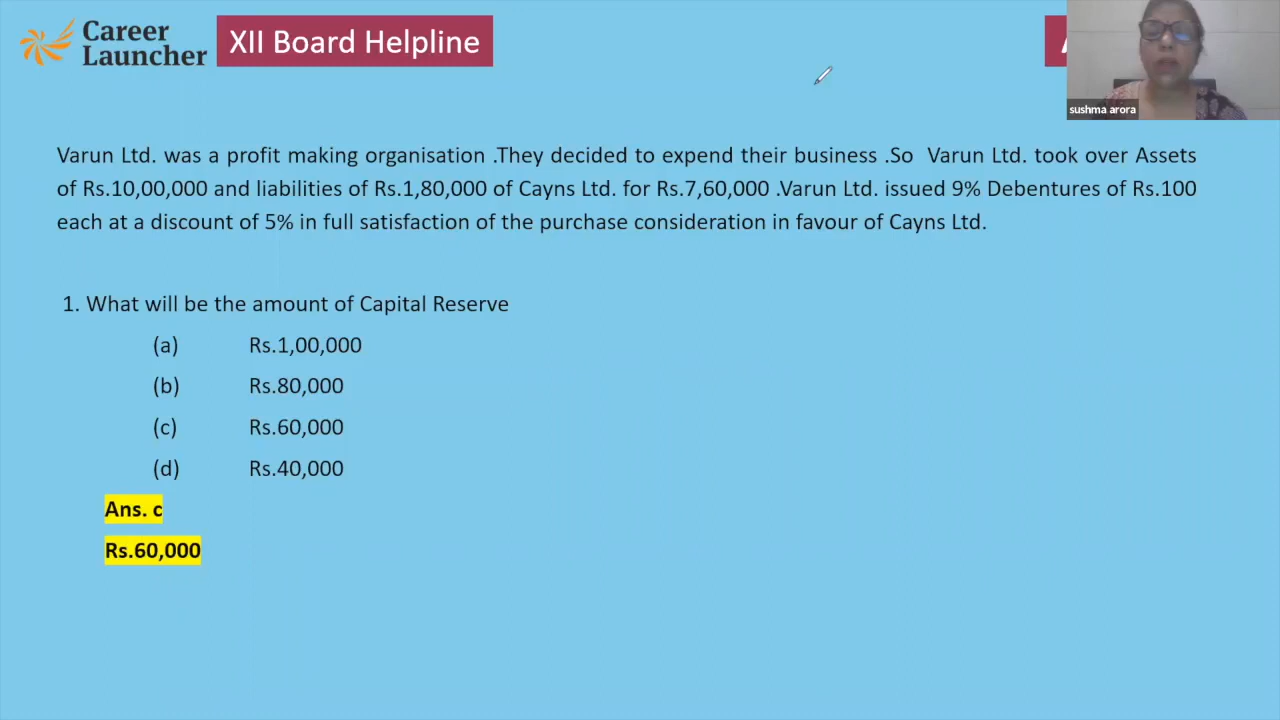 Career
Launcher
XII Board Helpline
sushma arora
Varun Ltd. was a profit making organisation .They decided to expend their business .So Varun Ltd. took over Assets
of Rs.10,00,000 and liabilities of Rs.1,80,000 of Cayns Ltd. for Rs.7,60,000 .Varun Ltd. issued 9% Debentures of Rs.100
each at a discount of 5% in full satisfaction of the purchase consideration in favour of Cayns Ltd.
1. What will be the amount of Capital Reserve
(a) Rs.1,00,000
(b) Rs.80,000
(c) Rs.60,000
(d) Rs.40,000
Ans. c
Rs.60,000